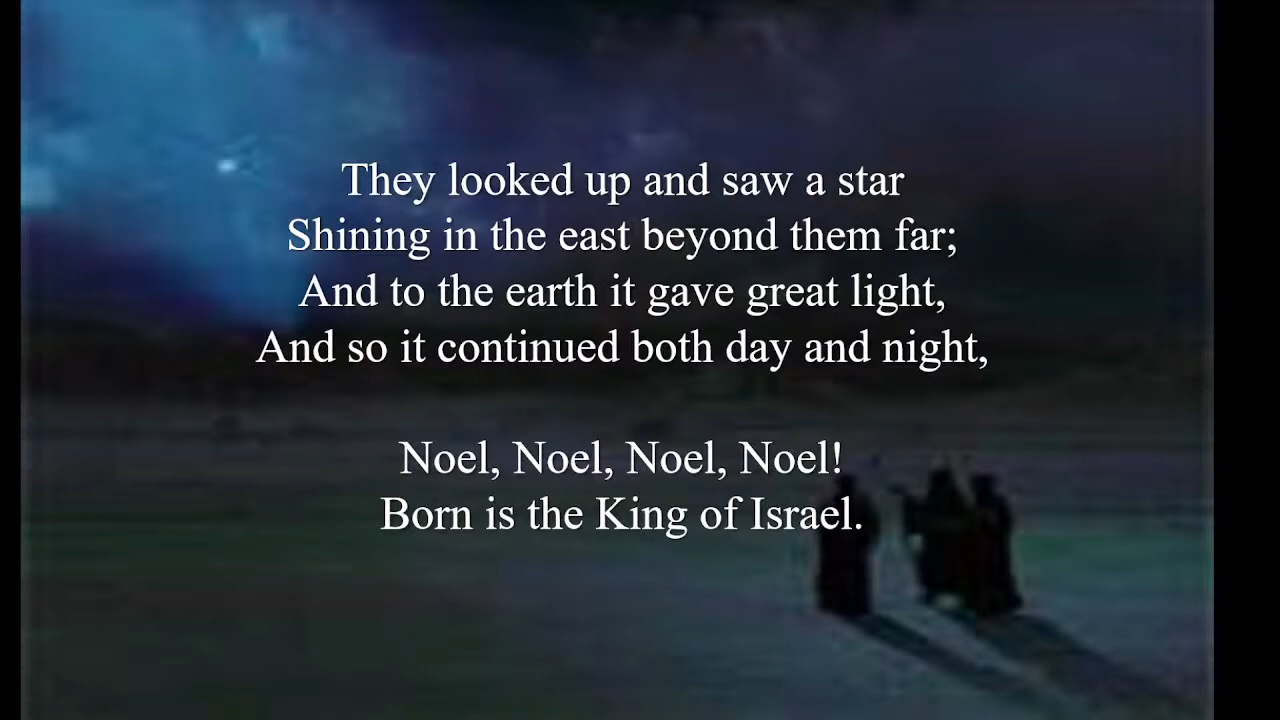 They looked up and saw a star
Shining in the east beyond them far;
And to the earth it gave great light,
And so it continued both day and night,
Noel, Noel, Noel, Noel!
Born is the King of Israel.